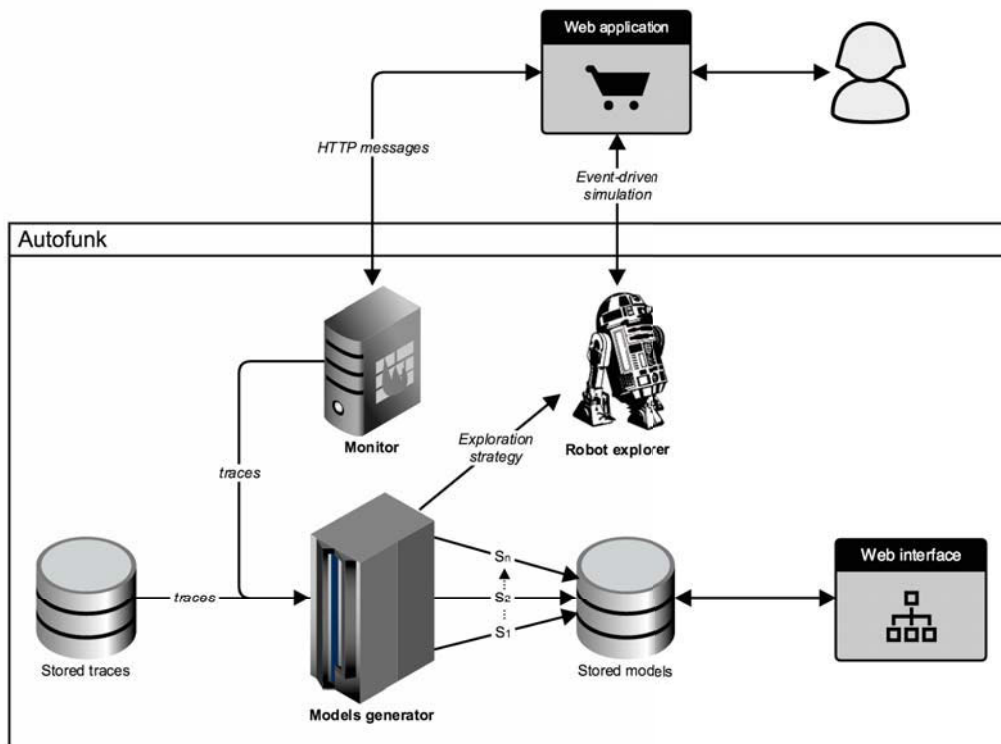 Web application
HTTP messages
Event-driven
simulation
Autofunk
Monitor
Exploration
strategy
Robot explorer
traces
Sn
Web interface
traces
S2
S1
Stored traces
Stored models
Models generator